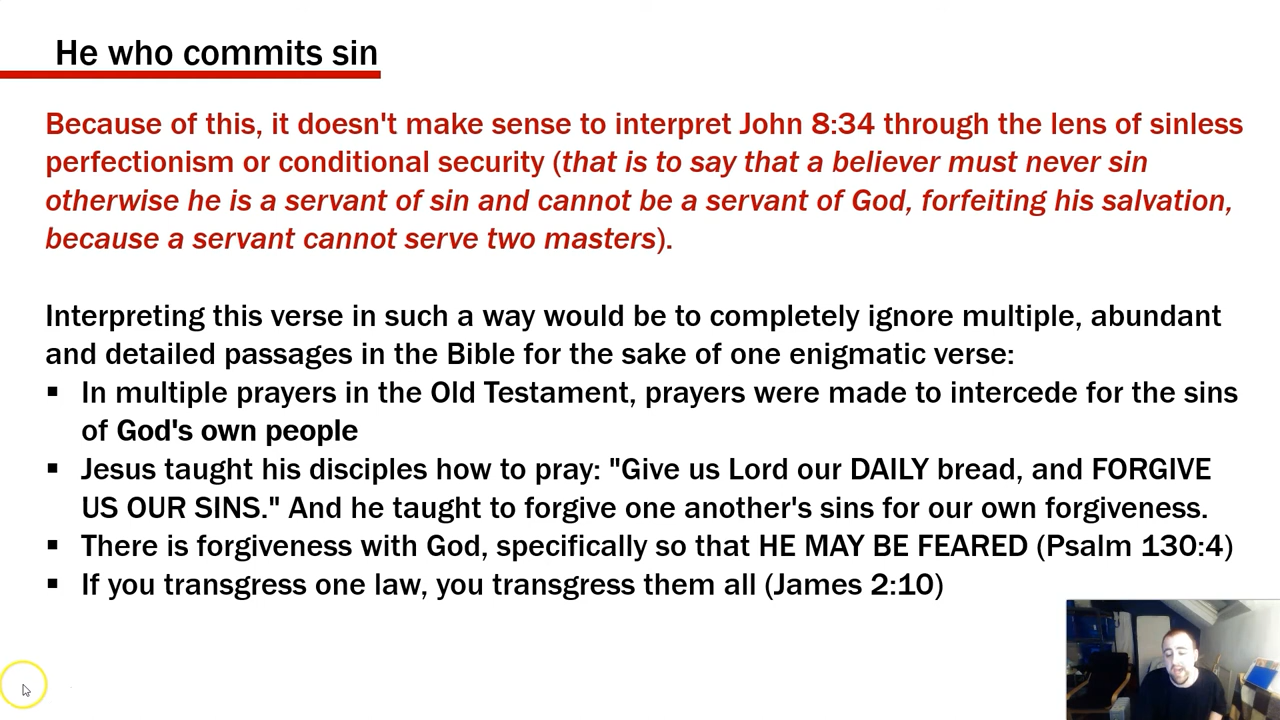 He who commits sin
Because of this, it doesn't make sense to interpret John 8:34 through the lens of sinless
perfectionism or conditional security (that is to say that a believer must never sin
otherwise he is a servant of sin and cannot be a servant of God, forfeiting his salvation,
because a servant cannot serve two masters).
Interpreting this verse in such a way would be to completely ignore multiple, abundant
and detailed passages in the Bible for the sake of one enigmatic verse:
▪ In multiple prayers in the Old Testament, prayers were made to intercede for the sins
of God's own people
▪ Jesus taught his disciples how to pray: "Give us Lord our DAILY bread, and FORGIVE
US OUR SINS." And he taught to forgive one another's sins for our own forgiveness.
▪ There is forgiveness with God, specifically so that HE MAY BE FEARED (Psalm 130:4)
▪ If you transgress one law, you transgress them all (James 2:10)